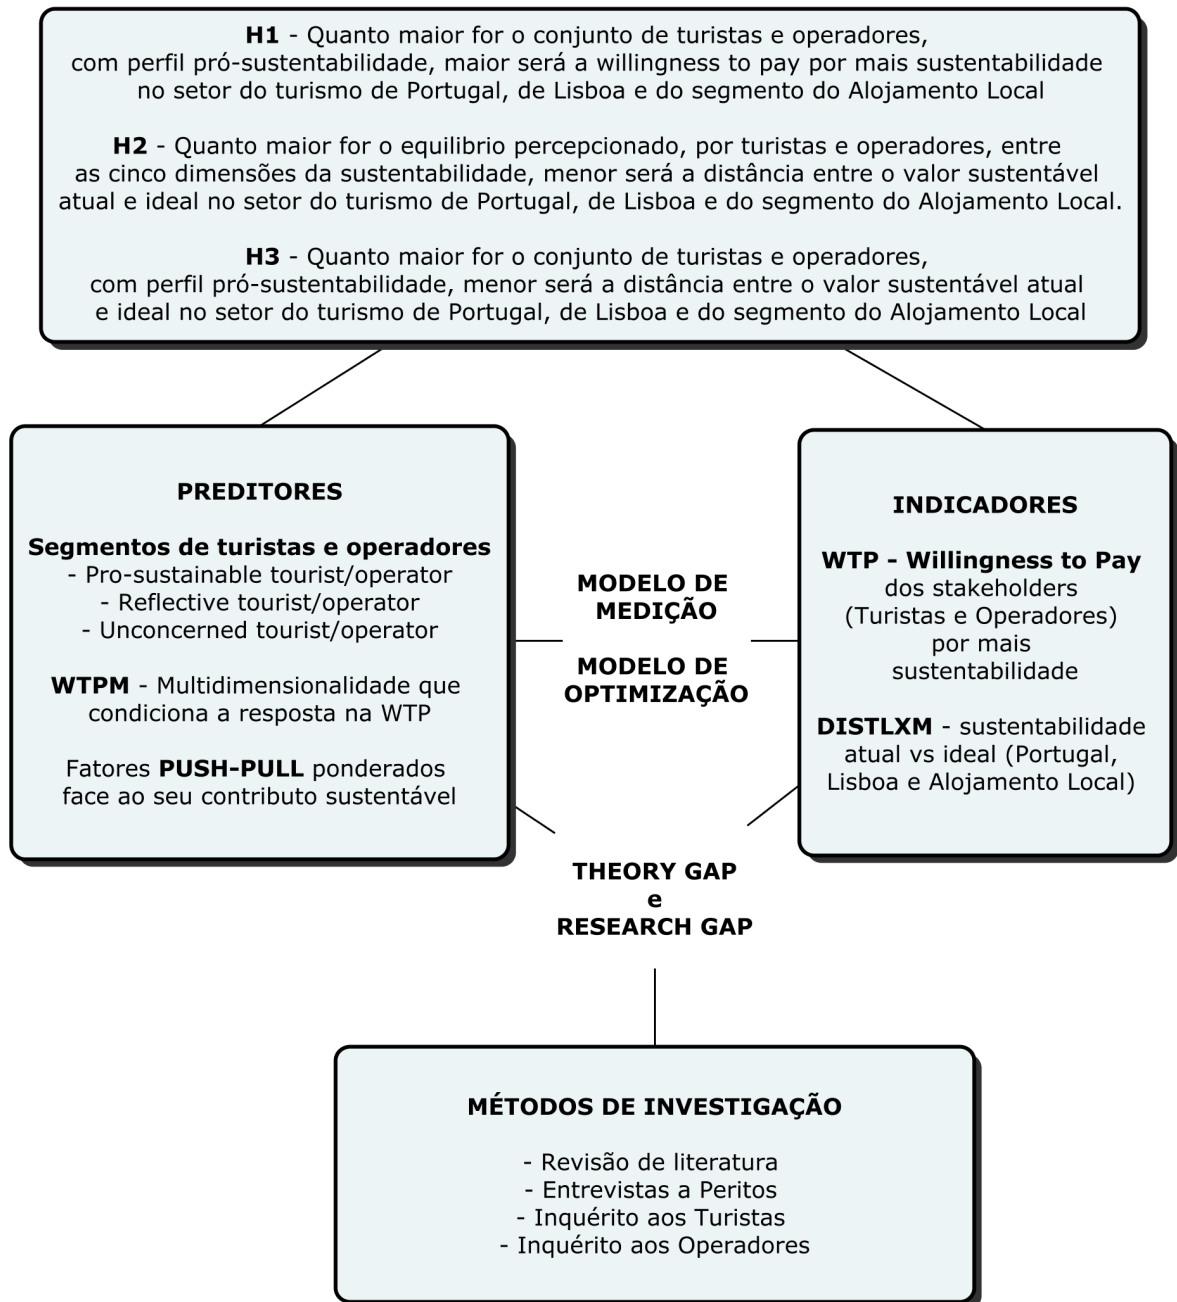 H1 - Quanto maior for o conjunto de turistas e operadores,
com perfil pró-sustentabilidade, maior será a willingness to pay por mais sustentabilidade
no setor do turismo de Portugal, de Lisboa e do segmento do Alojamento Local
H2 - Quanto maior for o equilibrio percepcionado, por turistas e operadores, entre
as cinco dimensões da sustentabilidade, menor será a distância entre o valor sustentável
atual e ideal no setor do turismo de Portugal, de Lisboa e do segmento do Alojamento Local.
H3 - Quanto maior for o conjunto de turistas e operadores,
com perfil pró-sustentabilidade, menor será a distância entre o valor sustentável atual
e ideal no setor do turismo de Portugal, de Lisboa e do segmento do Alojamento Local
PREDITORES
Segmentos de turistas e operadores
- Pro-sustainable tourist/operator
- Reflective tourist/operator
- Unconcerned tourist/operator
WTPM - Multidimensionalidade que
condiciona a resposta na WTP
Fatores PUSH-PULL ponderados
face ao seu contributo sustentável
MODELO DE
MEDIÇÃO
MODELO DE
OPTIMIZAÇÃO
INDICADORES
WTP - Willingness to Pay
dos stakeholders
(Turistas e Operadores)
por mais
sustentabilidade
DISTLXM - sustentabilidade
atual vs ideal (Portugal,
Lisboa e Alojamento Local)
THEORY GAP
e
RESEARCH GAP
MÉTODOS DE INVESTIGAÇÃO
- Revisão de literatura
- Entrevistas a Peritos
- Inquérito aos Turistas
- Inquérito aos Operadores